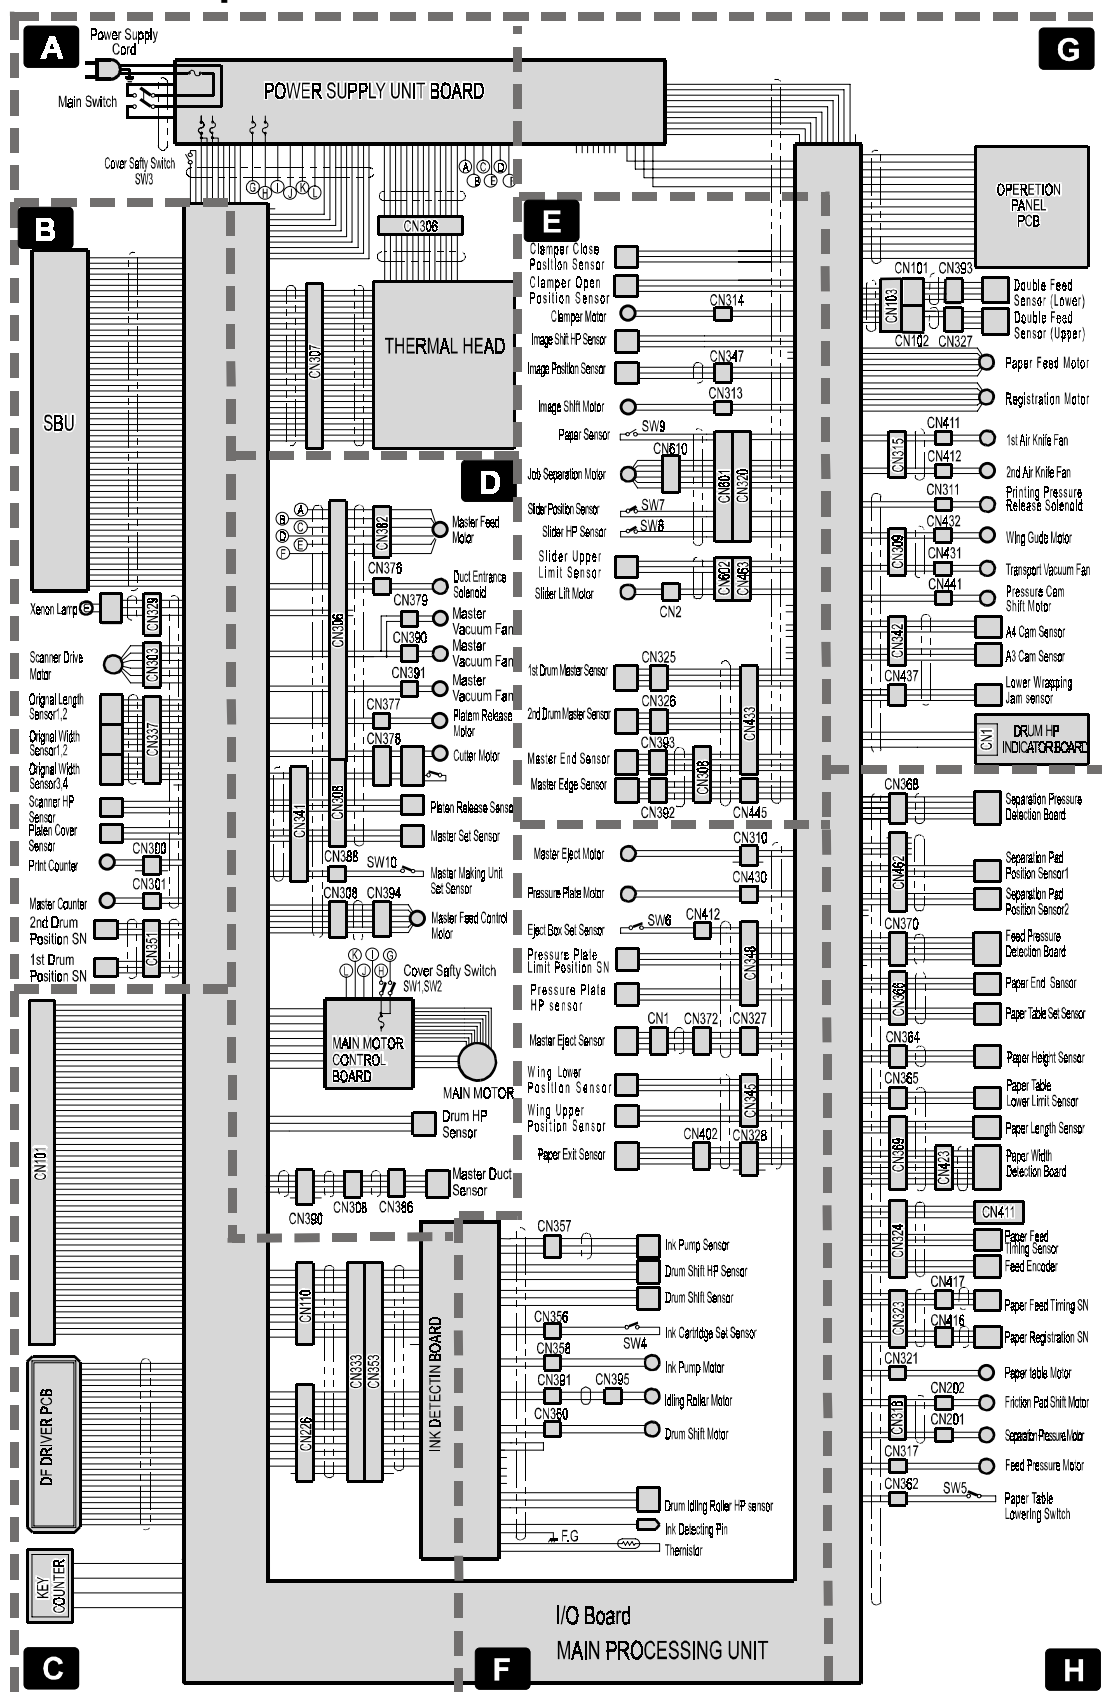 A
Power Supply
Cord
Main Switch
POWER SUPPLY UNIT BOARD
G
Cover Safty Switch
SW3
G H I J K L
A C D
B E F
CN306
OPERETION
PANEL
PCB
B
SBU
CN307
THERMAL HEAD
Xenon Lamp
CN329
Scanner Drive
Motor
CN303
Orignal Length
Sensor1,2
Orignal Width
Sensor1,2
Orignal Width
Sensor3,4
CN337
Scanner HP
Sensor
Platen Cover
Sensor
Print Counter
CN300
Master Counter
CN301
2nd Drum
Position SN
1st Drum
Position SN
CN351
D
A
B
C
D
E
F
CN306
CN382
Master Feed
Motor
CN376
Duct Entrance
Solenoid
CN379
Master
Vacuum Fan
CN390
Master
Vacuum Fan
CN391
Master
Vacuum Fan
CN377
Platem Release
Motor
CN378
Cutter Motor
CN341
CN308
Platen Release Senso
Master Set Sensor
CN388
SW10
Master Making Unit
Set Sensor
CN308
CN394
Master Feed Control
Motor
K I G
L J H
Cover Safty Switch
SW1,SW2
MAIN MOTOR
CONTROL
BOARD
MAIN MOTOR
Drum HP
Sensor
Master Duct
Sensor
CN390
CN308
CN386
E
Clamper Close
Position Sensor
Clamper Open
Position Sensor
Clamper Motor
CN314
Image Shift HP Sensor
Image Position Sensor
CN347
Image Shift Motor
CN313
Paper Sensor
SW9
CN610
Job Separation Motor
CN601
CN320
Slider Position Sensor
SW7
Slider HP Sensor
SW8
Slider Upper
Limit Sensor
CN602
CN463
Slider Lift Motor
CN2
1st Drum Master Sensor
CN325
2nd Drum Master Sensor
CN326
CN433
Master End Sensor
CN393
Master Edge Sensor
CN308
CN392
CN445
Master Eject Motor
CN310
Pressure Plate Motor
CN430
Eject Box Set Sensor
SW6
CN412
Pressure Plate
Limit Position SN
CN348
Pressure Plate
HP sensor
Master Eject Sensor
CN1
CN372
CN327
Wing Lower
Position Sensor
CN345
Wing Upper
Position Sensor
Paper Exit Sensor
CN402
CN328
CN101
CN393
CN103
Double Feed
Sensor (Lower)
Double Feed
Sensor (Upper)
CN102
CN327
Paper Feed Motor
Registration Motor
CN315
CN411
1st Air Knife Fan
CN412
2nd Air Knife Fan
CN311
Printing Pressure
Release Solenoid
CN309
CN432
Wing Gude Motor
CN431
Transport Vacuum Fan
CN441
Pressure Cam
Shift Motor
CN342
A4 Cam Sensor
A3 Cam Sensor
CN437
Lower Wrapping
Jam sensor
CN1
DRUM HP
INDICATOR BOARD
CN368
Separation Pressure
Detection Board
CN462
Separation Pad
Position Sensor1
Separation Pad
Position Sensor2
CN370
Feed Pressure
Detection Board
CN366
Paper End Sensor
Paper Table Set Sensor
CN364
Paper Height Sensor
CN365
Paper Table
Lower Limit Sensor
CN369
Paper Length Sensor
CN423
Paper Width
Detection Board
CN324
CN411
Paper Feed
Timing Sensor
Feed Encoder
CN323
CN417
Paper Feed Timing SN
CN416
Paper Registration SN
CN321
Paper table Motor
CN318
CN202
Friction Pad Shift Motor
CN201
Separation Pressure Motor
CN317
Feed Pressure Motor
CN362
SW5
Paper Table
Lowering Switch
CN101
DF DRIVER PCB
KEY
COUNTER
CN110
CN226
CN333
CN353
INK DETECTIN BOARD
CN357
Ink Pump Sensor
Drum Shift HP Sensor
Drum Shift Sensor
CN356
Ink Cartridge Set Sensor
SW4
CN358
Ink Pump Motor
CN391
CN395
Idling Roller Motor
CN360
Drum Shift Motor
Drum Idling Roller HP sensor
Ink Detecting Pin
F.G
Thernistor
I/O Board
MAIN PROCESSING UNIT
C
F
H